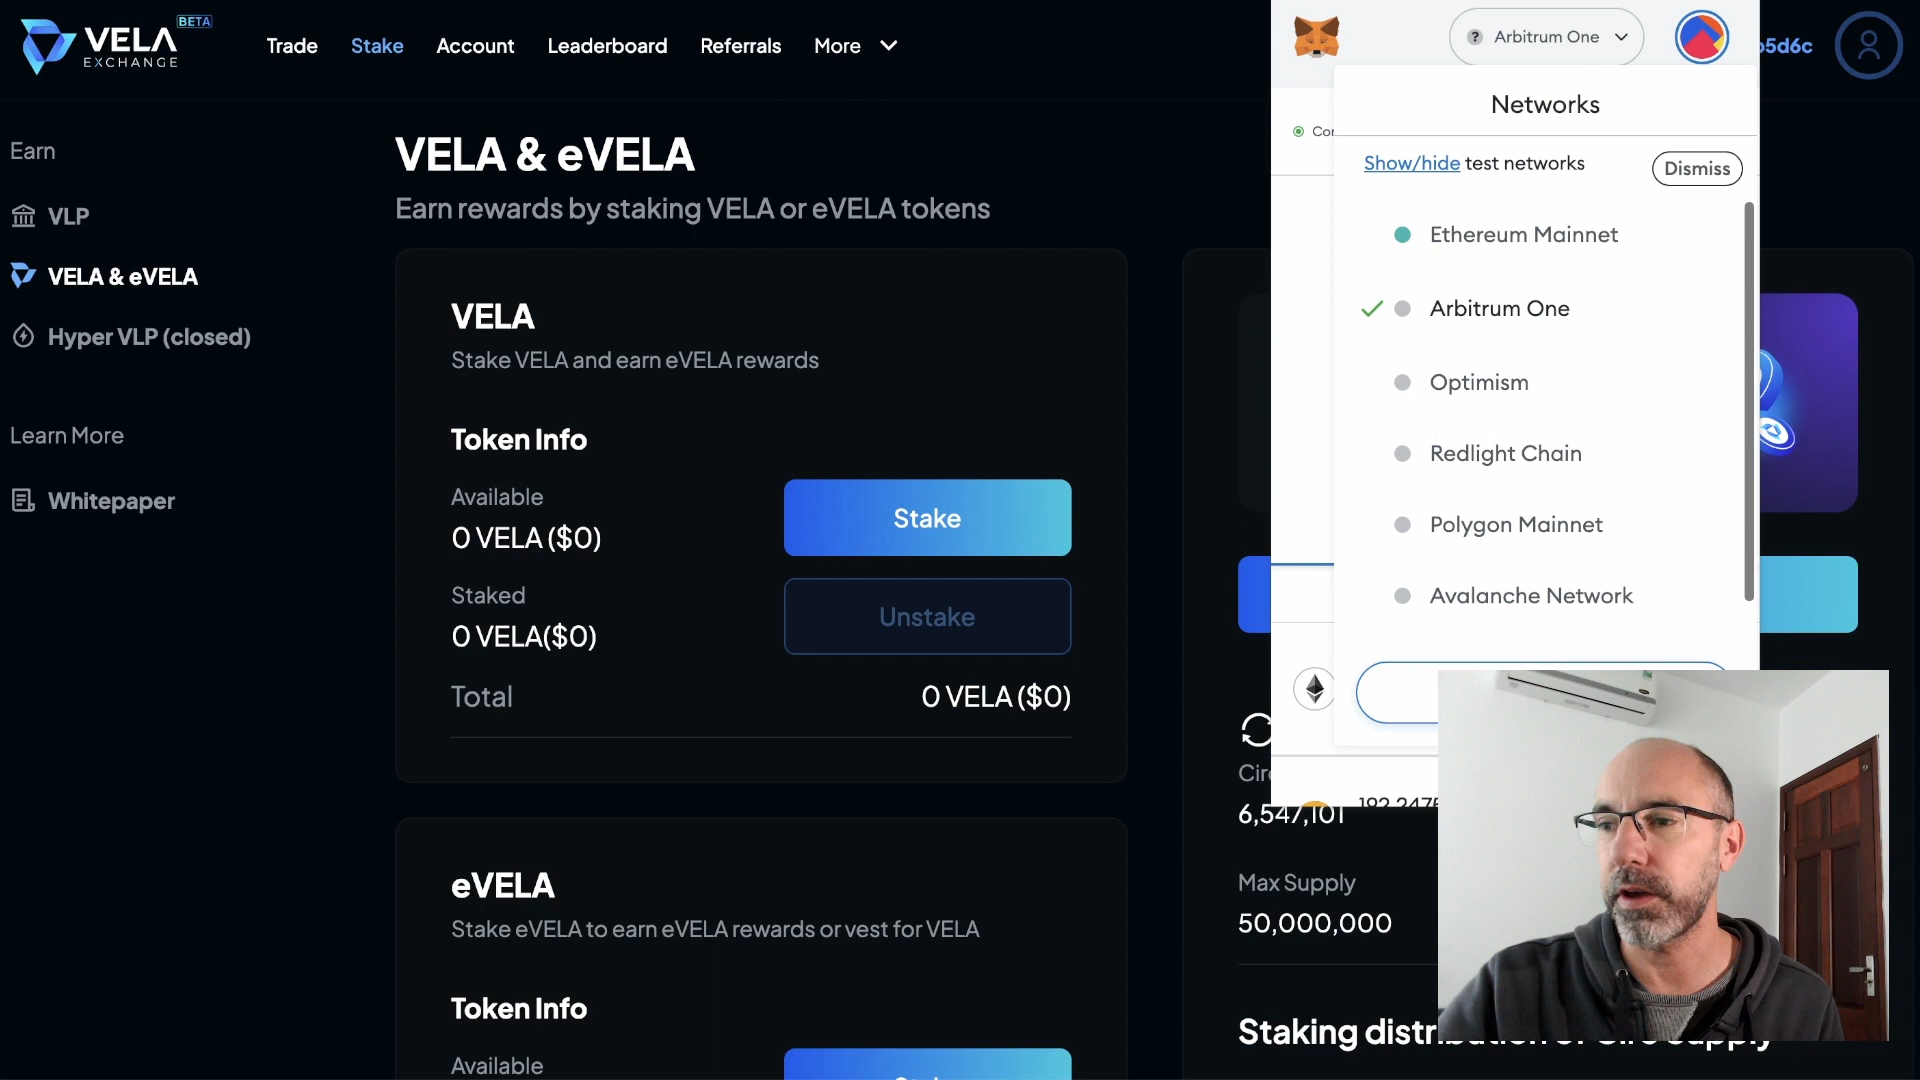 VELA
EXCHANGE
BETA
Trade
Stake
Account
Leaderboard
Referrals
More
Earn
VLP
VELA & eVELA
Hyper VLP (closed)
Learn More
Whitepaper
VELA & eVELA
Earn rewards by staking VELA or eVELA tokens
VELA
Stake VELA and earn eVELA rewards
Token Info
Available
0 VELA ($0)
Stake
Staked
0 VELA($0)
Unstake
Total
0 VELA ($0)
eVELA
Stake eVELA to earn eVELA rewards or vest for VELA
Token Info
Available
Arbitrum One
5d6c
Networks
Show/hide test networks
Dismiss
Ethereum Mainnet
Arbitrum One
Optimism
Redlight Chain
Polygon Mainnet
Avalanche Network
6,547,101
Max Supply
50,000,000
Staking